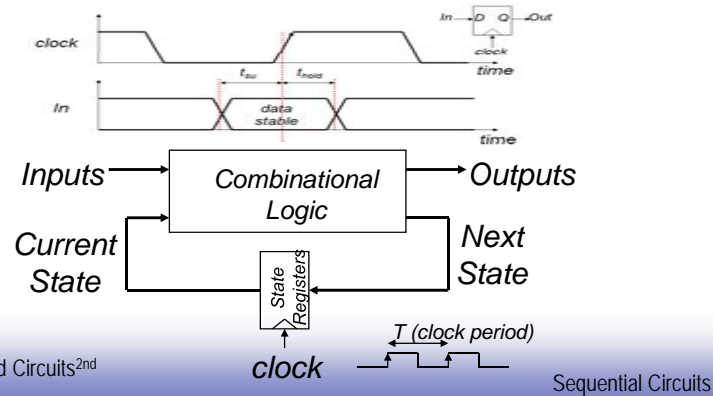 In D Q Out
clock
clock
t_su t_hold
time
In
data
stable
time
Inputs
Combinational
Logic
Outputs
Current
State
State
Registers
Next
State
clock
T (clock period)
d Circuits2nd
Sequential Circuits